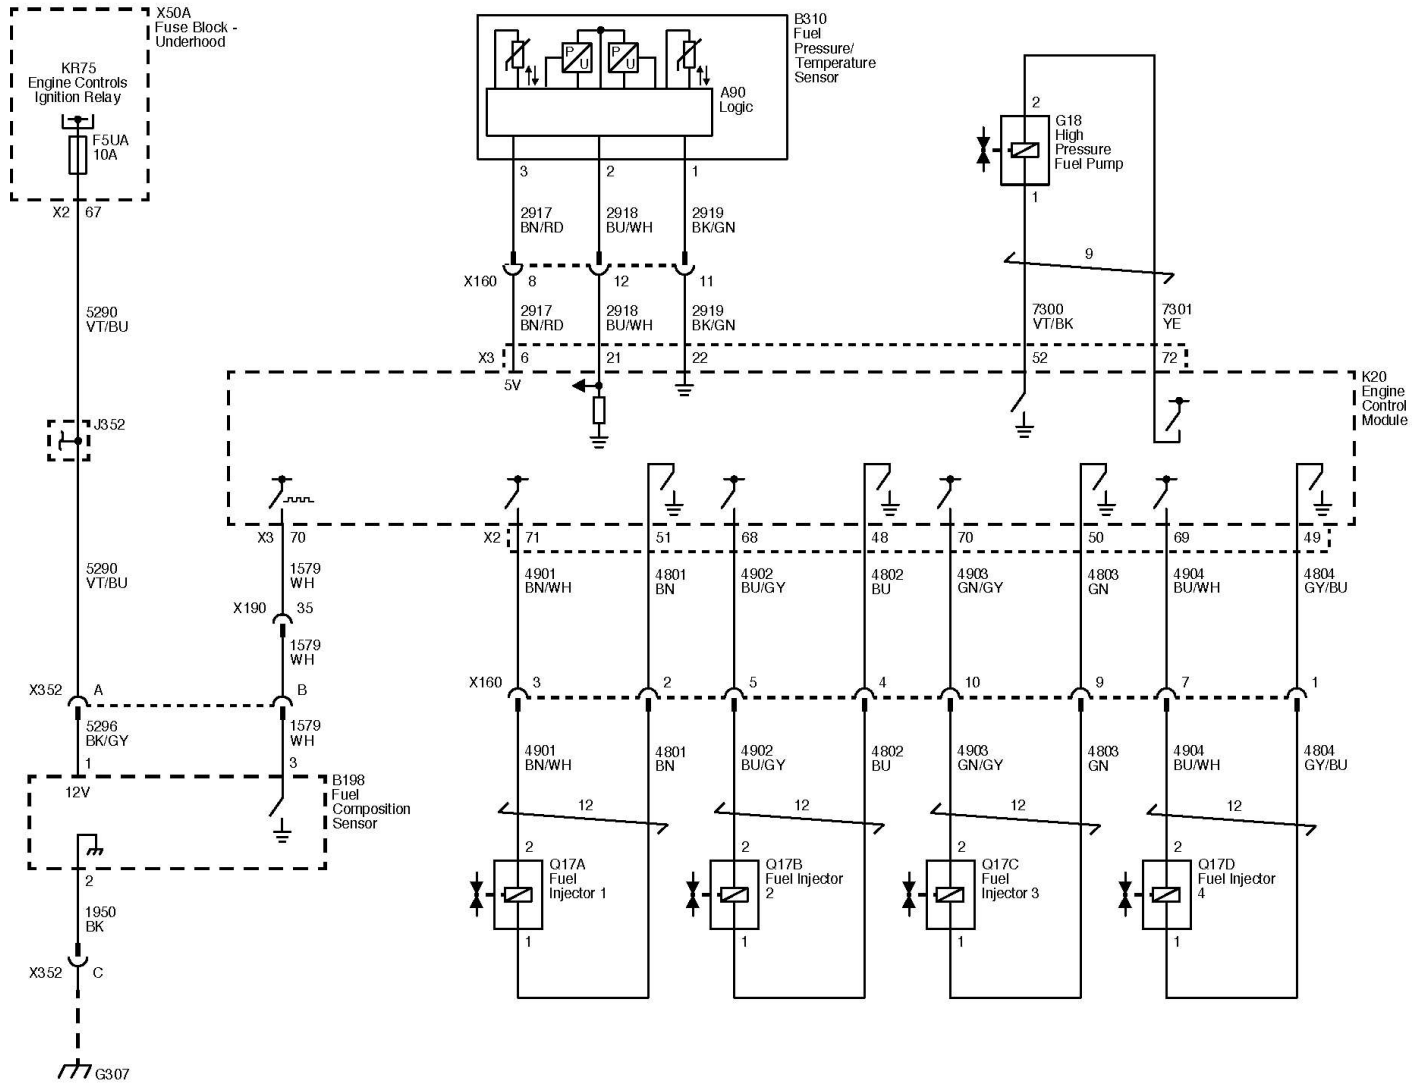 X50A
Fuse Block -
Underhood
KR75
Engine Controls
Ignition Relay
F5UA
10A
X2 67
5290
VT/BU
J352
5290
VT/BU
X352 A
5296
BK/GY
1
12V
2
1950
BK
X352 C
G307
B310
Fuel
Pressure/
Temperature
Sensor
P
U
P
U
A90
Logic
3 2 1
2917
BN/RD
2918
BU/WH
2919
BK/GN
X160 8 12 11
2917
BN/RD
2918
BU/WH
2919
BK/GN
X3 6 21 22 52 72
5V
2
G18
High
Pressure
Fuel Pump
1
9
7300
VT/BK
7301
YE
K20
Engine
Control
Module
X3 70
1579
WH
X190 35
1579
WH
B
1579
WH
3
B198
Fuel
Composition
Sensor
X2 71 51 68 48 70 50 69 49
4901
BN/WH
4801
BN
4902
BU/GY
4802
BU
4903
GN/GY
4803
GN
4904
BU/WH
4804
GY/BU
X160 3 2 5 4 10 9 7 1
4901
BN/WH
4801
BN
4902
BU/GY
4802
BU
4903
GN/GY
4803
GN
4904
BU/WH
4804
GY/BU
12 12 12 12
2
Q17A
Fuel
Injector 1
1
2
Q17B
Fuel Injector
2
1
2
Q17C
Fuel
Injector 3
1
2
Q17D
Fuel Injector
4
1